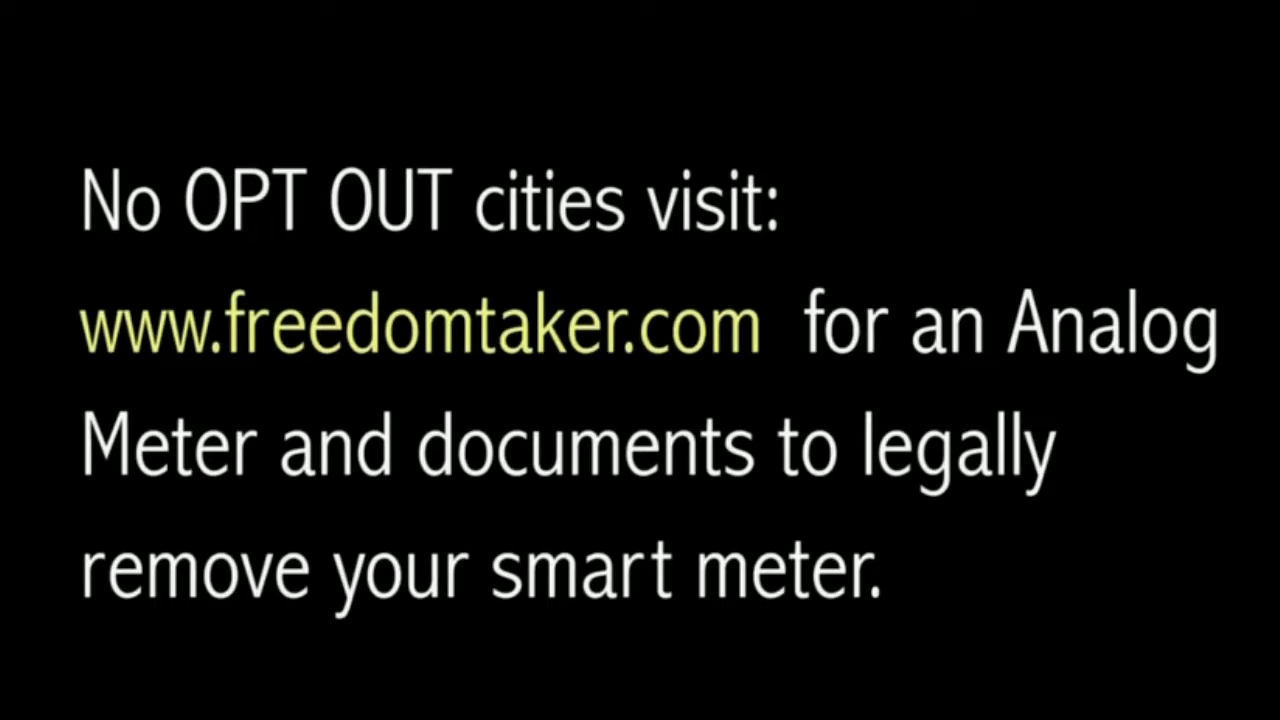 No OPT OUT cities visit:
www.freedomtaker.com for an Analog
Meter and documents to legally
remove your smart meter.